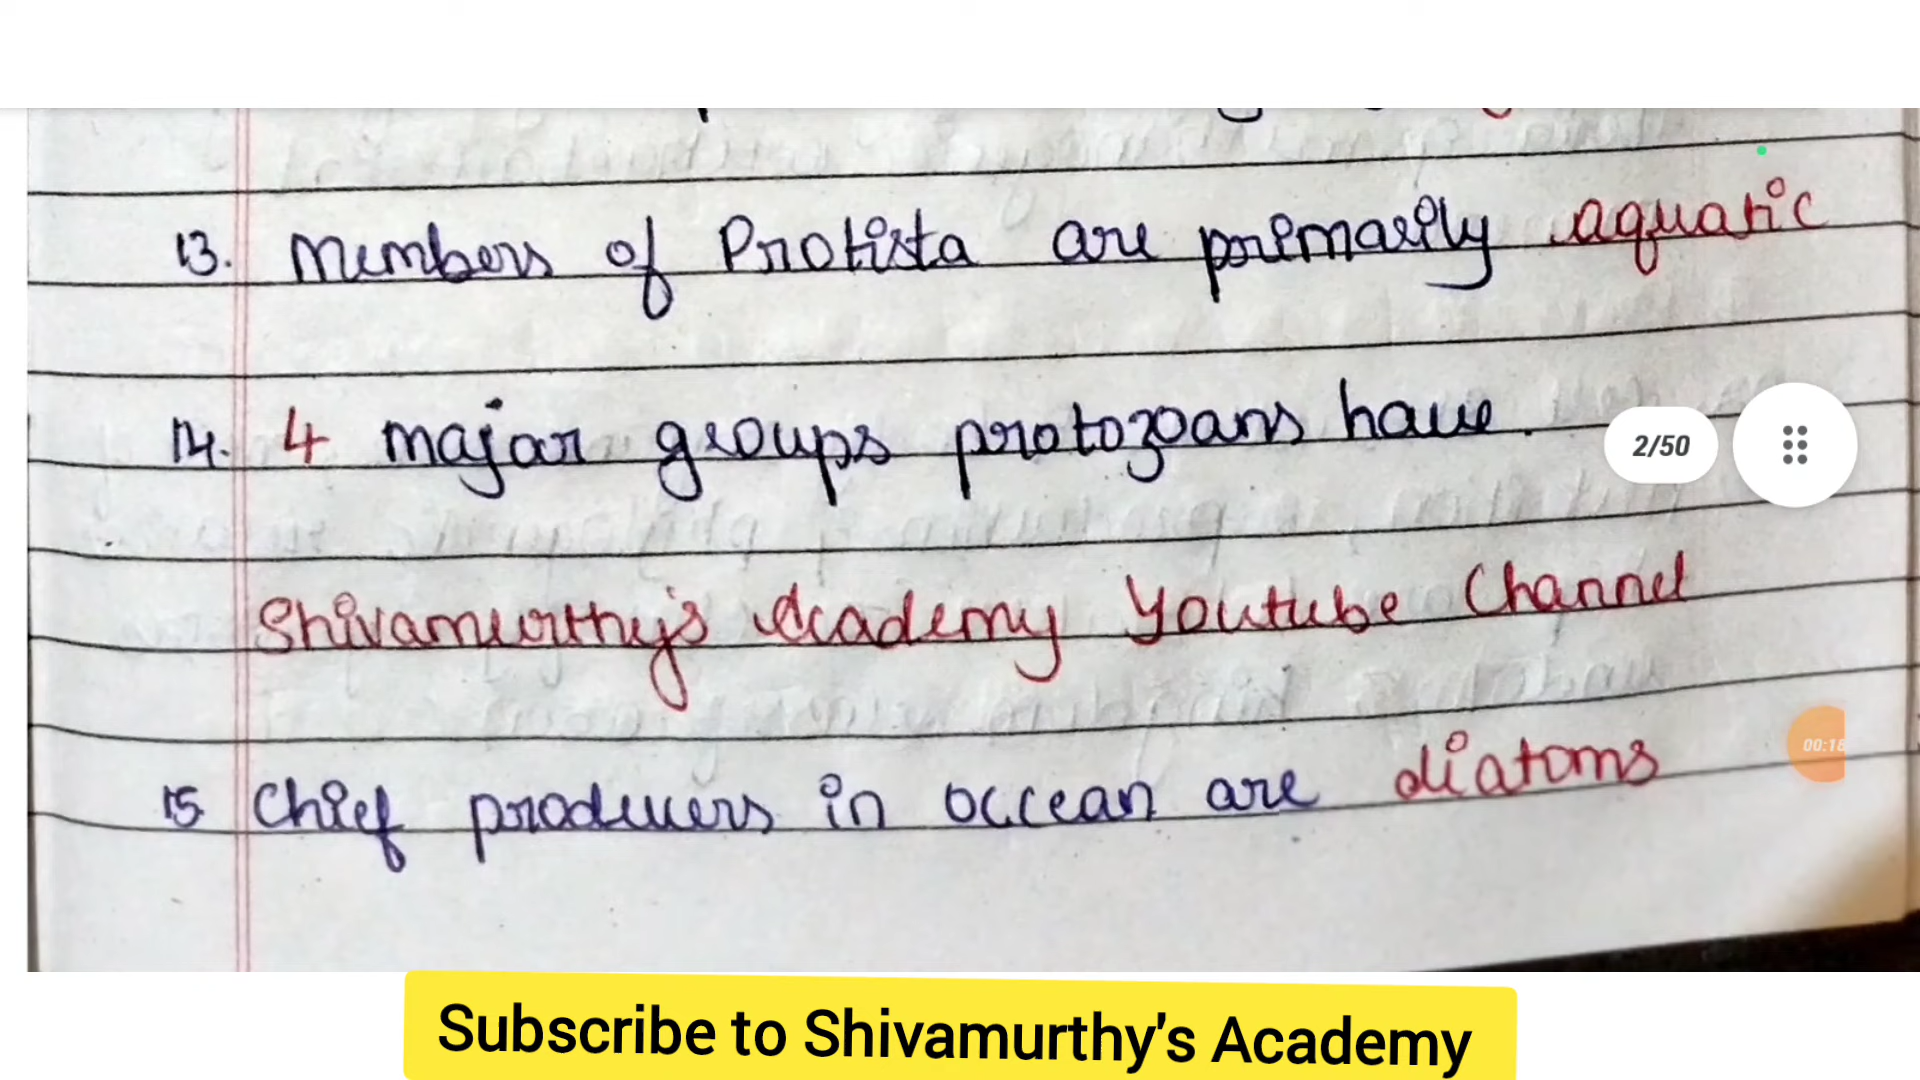 13. Members of Protista are primarily aquatic
14. 4 major groups protozoans have.
2/50
Shivamurthy's Academy Youtube Channel
00:18
15 Chief producers in occean are diatoms
Subscribe to Shivamurthy's Academy